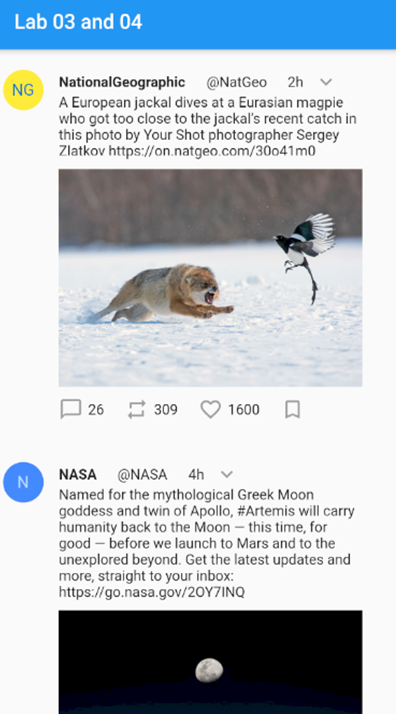 Lab 03 and 04
NG
NationalGeographic @NatGeo 2h
A European jackal dives at a Eurasian magpie
who got too close to the jackal's recent catch in
this photo by Your Shot photographer Sergey
Zlatkov https://on.natgeo.com/30o41m0
26 309 1600
N
NASA @NASA 4h
Named for the mythological Greek Moon
goddess and twin of Apollo, #Artemis will carry
humanity back to the Moon — this time, for
good — before we launch to Mars and to the
unexplored beyond. Get the latest updates and
more, straight to your inbox:
https://go.nasa.gov/2OY7INQ